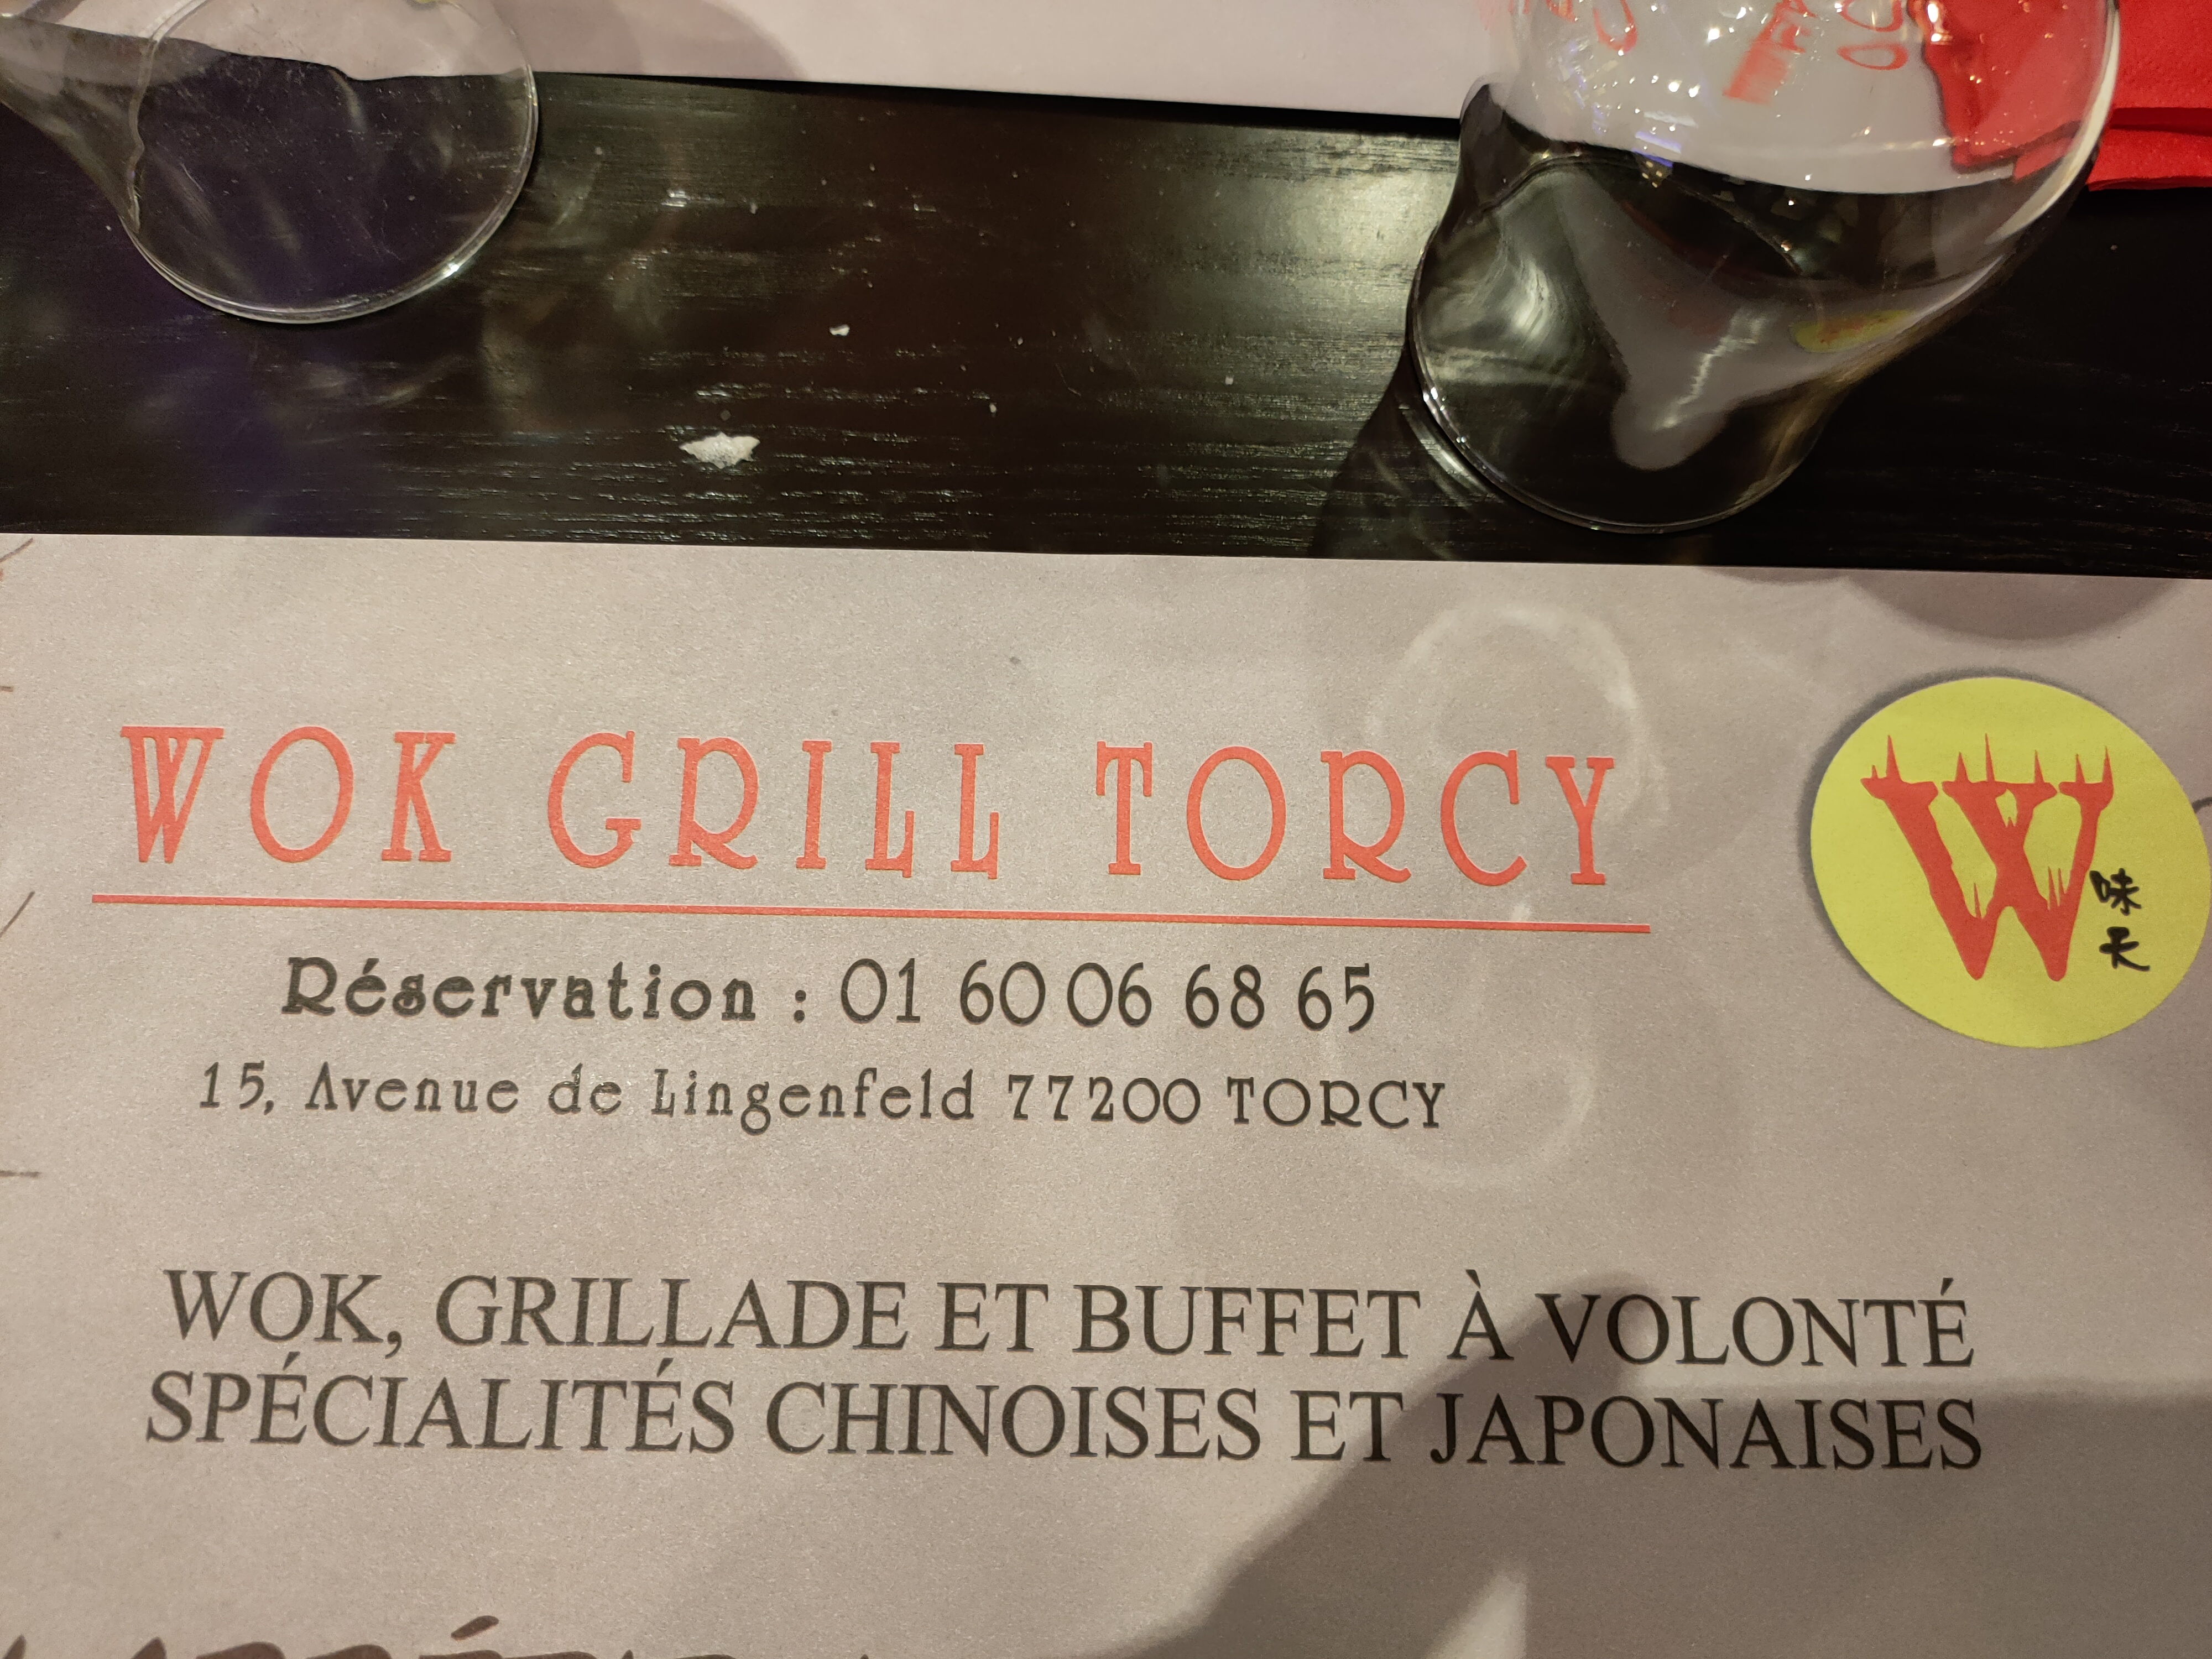 WOK GRILL TORCY
Réservation : 01 60 06 68 65
15, Avenue de Lingenfeld 77200 TORCY
W
味
天
WOK, GRILLADE ET BUFFET À VOLONTÉ
SPÉCIALITÉS CHINOISES ET JAPONAISES